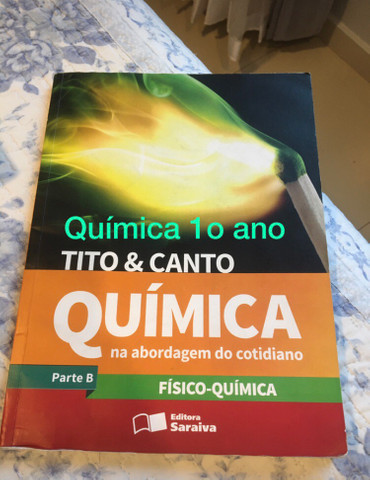 Química 1o ano
TITO & CANTO
QUÍMICA
na abordagem do cotidiano
Parte B
FÍSICO-QUÍMICA
Editora
Saraiva